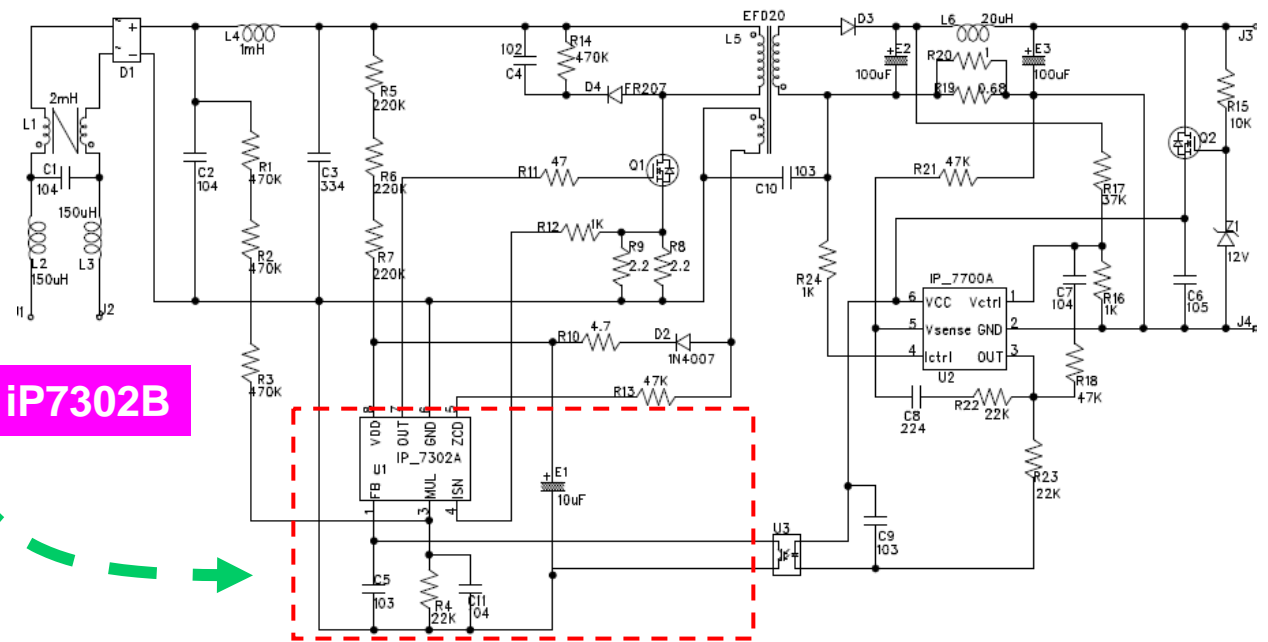 EFD20
L4
1mH
D1
102
C4
R14
470K
L5
D3
L6
20uH
J3
E2
100uF
R20
1
E3
100uF
D4
FR207
R19
0.68
R15
10K
2mH
L1
C1
104
150uH
L2
150uH
L3
J1
J2
C2
104
R1
470K
C3
334
R5
220K
R6
220K
R7
220K
R2
470K
R3
470K
R11
47
Q1
C10
103
R12
1K
R9
2.2
R8
2.2
R21
47K
R17
37K
Q2
Z1
12V
R24
1K
IP_7700A
6
VCC
Vctrl
1
5
Vsense
GND
2
4
Ictrl
OUT
3
U2
C7
104
R16
1K
C6
105
J4
R10
4.7
D2
1N4007
R13
47K
C8
224
R22
22K
R18
47K
R23
22K
iP7302B
8
7
6
5
VDD
OUT
GND
ZCD
IP_7302A
U1
FB
MUL
ISN
1
3
4
E1
10uF
C5
103
R4
22K
C11
104
U3
C9
103